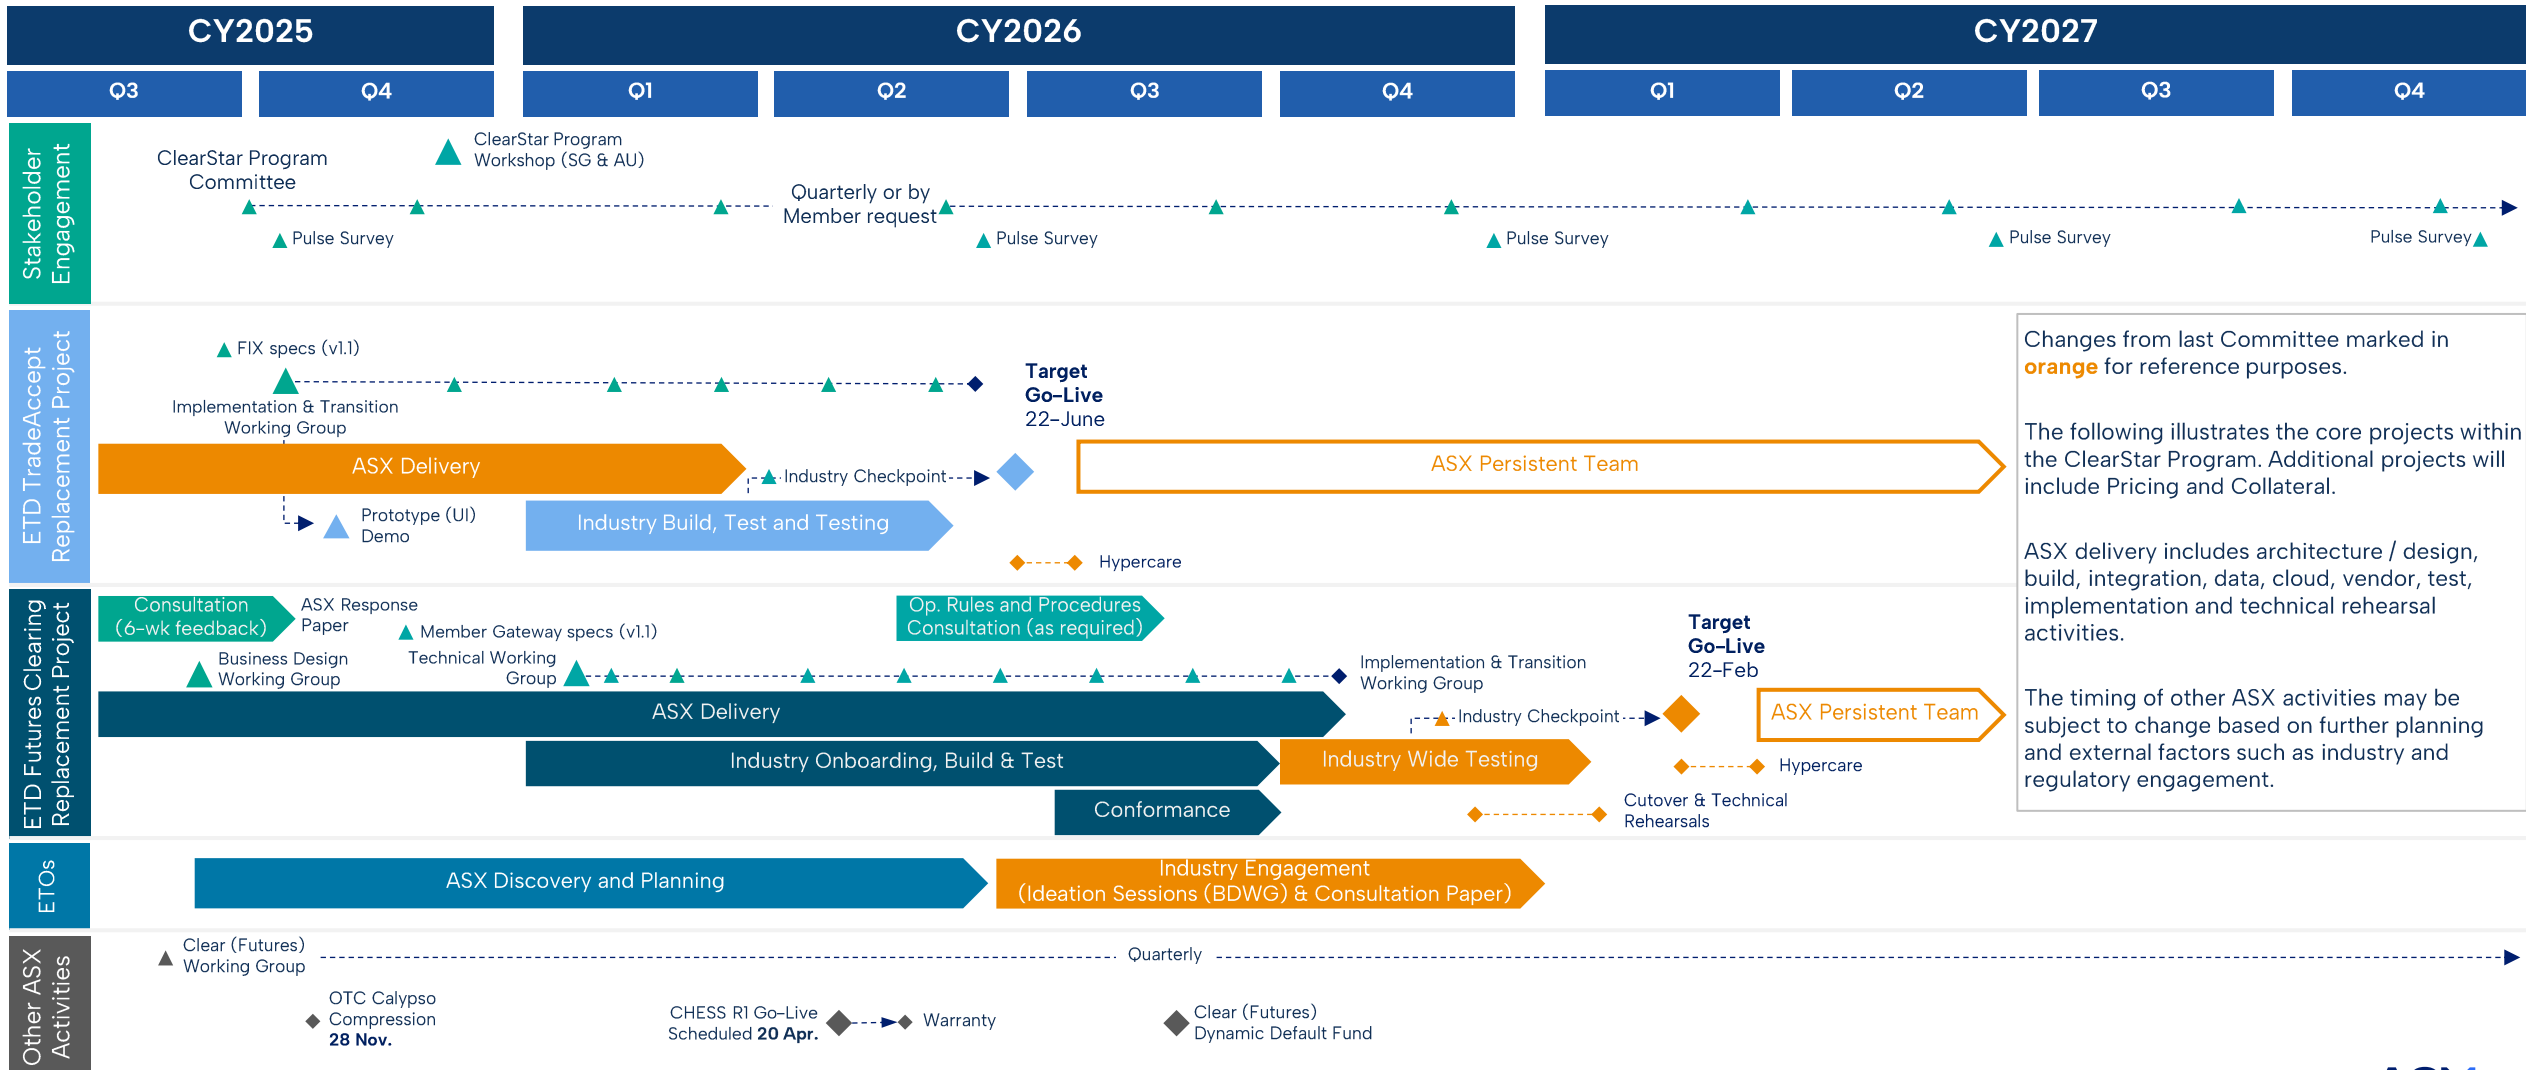 CY2025
CY2026
CY2027
Q3
Q4
Q1
Q2
Q3
Q4
Q1
Q2
Q3
Q4
Stakeholder
Engagement
ClearStar Program
Committee
ClearStar Program
Workshop (SG & AU)
Quarterly or by
Member request
Pulse Survey
Pulse Survey
Pulse Survey
Pulse Survey
Pulse Survey
ETD TradeAccept
Replacement Project
FIX specs (v1.1)
Implementation & Transition
Working Group
Target
Go-Live
22-June
ASX Delivery
Industry Checkpoint
ASX Persistent Team
Prototype (UI)
Demo
Industry Build, Test and Testing
Hypercare
Changes from last Committee marked in
orange for reference purposes.
The following illustrates the core projects within
the ClearStar Program. Additional projects will
include Pricing and Collateral.
ASX delivery includes architecture / design,
build, integration, data, cloud, vendor, test,
implementation and technical rehearsal
activities.
The timing of other ASX activities may be
subject to change based on further planning
and external factors such as industry and
regulatory engagement.
ETD Futures Clearing
Replacement Project
Consultation
(6-wk feedback)
ASX Response
Paper
Member Gateway specs (v1.1)
Op. Rules and Procedures
Consultation (as required)
Business Design
Working Group
Technical Working
Group
Implementation & Transition
Working Group
Target
Go-Live
22-Feb
ASX Delivery
Industry Checkpoint
ASX Persistent Team
Industry Onboarding, Build & Test
Industry Wide Testing
Hypercare
Conformance
Cutover & Technical
Rehearsals
ETOs
ASX Discovery and Planning
Industry Engagement
(Ideation Sessions (BDWG) & Consultation Paper)
Other ASX
Activities
Clear (Futures)
Working Group
Quarterly
OTC Calypso
Compression
28 Nov.
CHESS R1 Go-Live
Scheduled 20 Apr.
Warranty
Clear (Futures)
Dynamic Default Fund